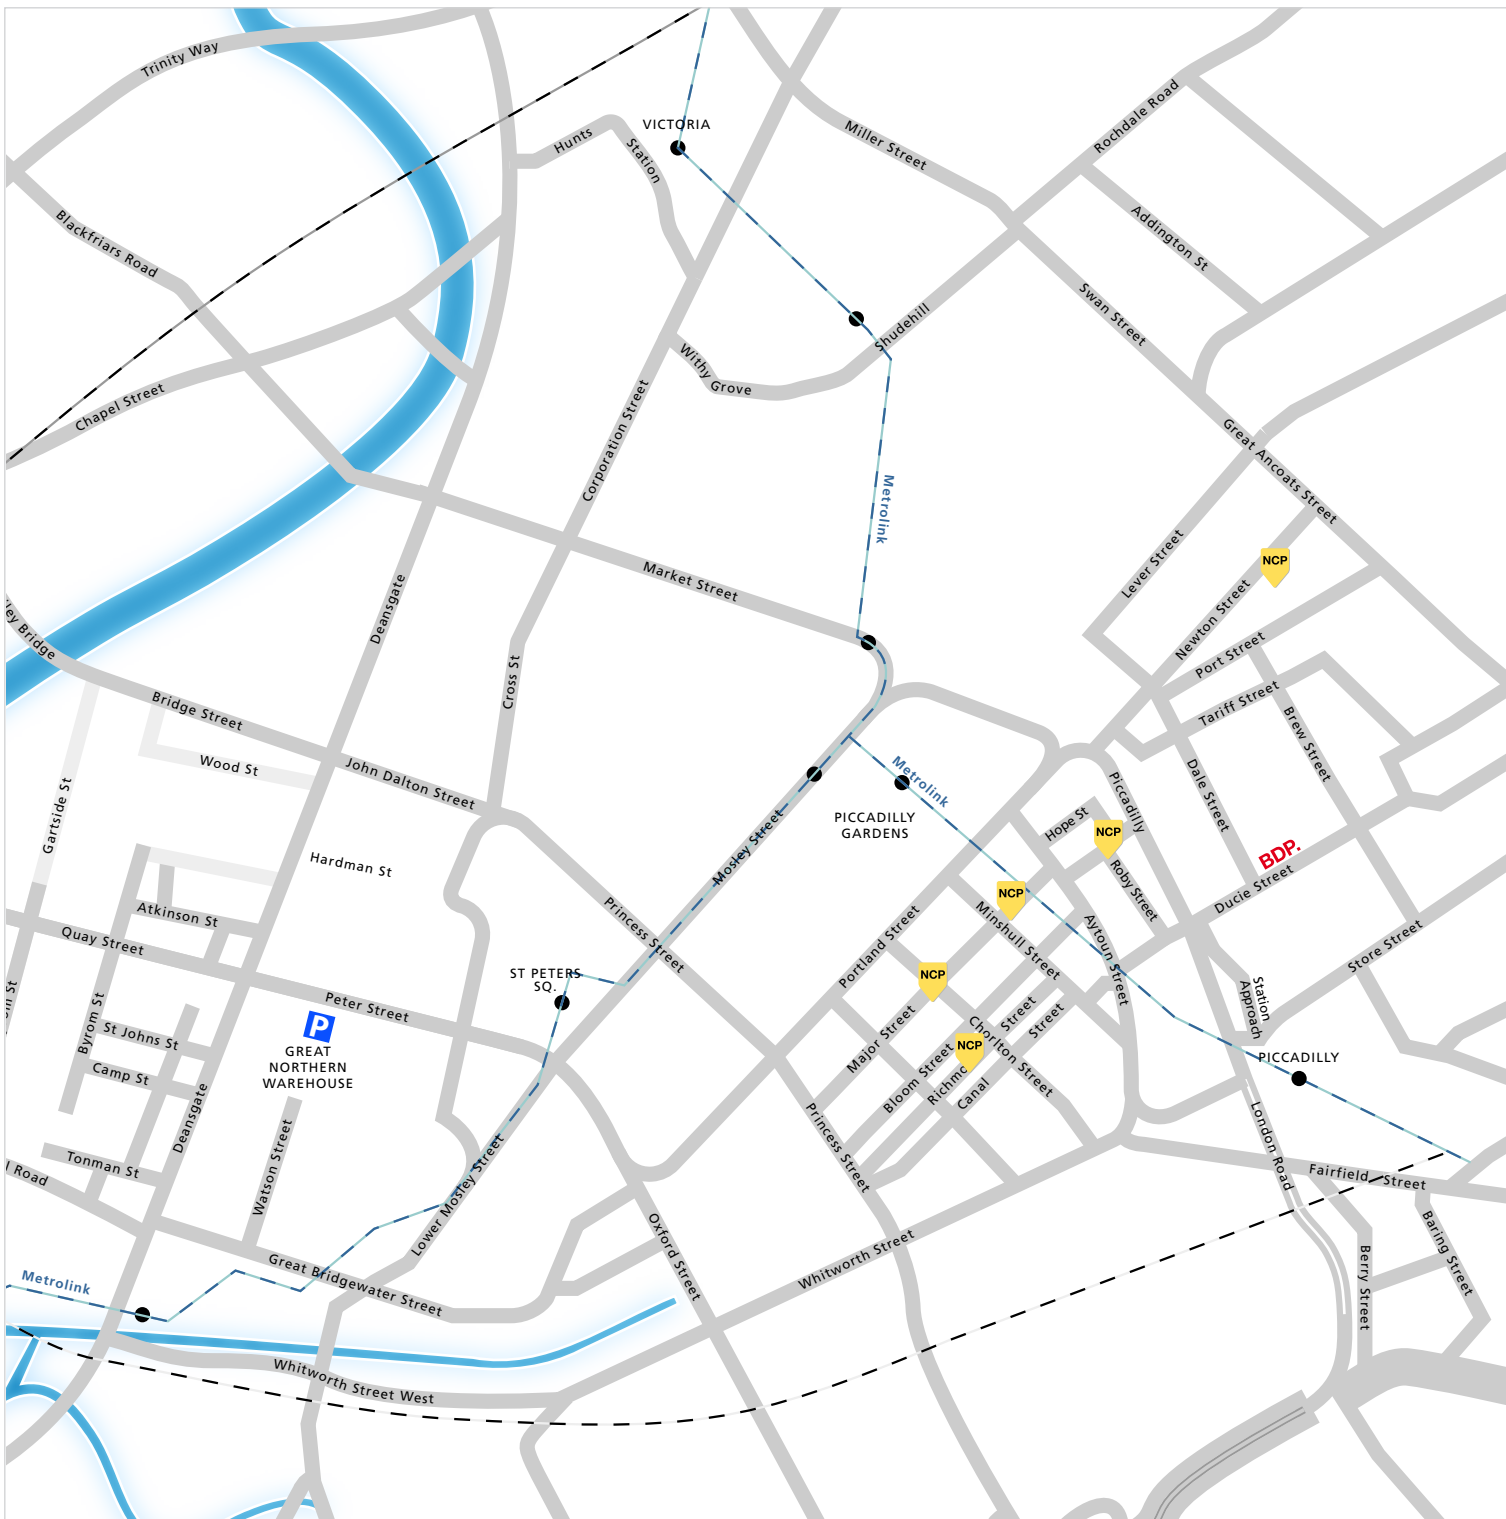 Trinity Way
VICTORIA
Hunts
Station
Miller Street
Rochdale Road
Blackfriars Road
Addington St
Swan Street
Shudehill
Withy
Grove
Chapel Street
Corporation Street
Great Ancoats Street
Metrolink
Market Street
Deansgate
Lever Street
NCP
Newton Street
Port Street
ley Bridge
Bridge Street
Cross St
Tariff Street
Brew Street
Wood St
John Dalton Street
Metrolink
Piccadilly
Dale Street
Gartside St
PICCADILLY
GARDENS
Hope St
NCP
Mosley Street
Hardman St
BDP.
Roby Street
Ducie Street
NCP
Atkinson St
Princess Street
Minshull Street
Portland Street
Aytoun Street
Quay Street
Store Street
ST PETERS
SQ.
NCP
Peter Street
Station
Approach
P
St Johns St
Byrom St
Major Street
Chorlton Street
Bloom Street
Street
Street
NCP
GREAT
NORTHERN
WAREHOUSE
PICCADILLY
Camp St
Richmo
Canal
Deansgate
Princess Street
London Road
Watson Street
Tonman St
l Road
Lower Mosley Street
Fairfield Street
Oxford Street
Baring Street
Whitworth Street
Berry Street
Great Bridgewater Street
Metrolink
Whitworth Street West